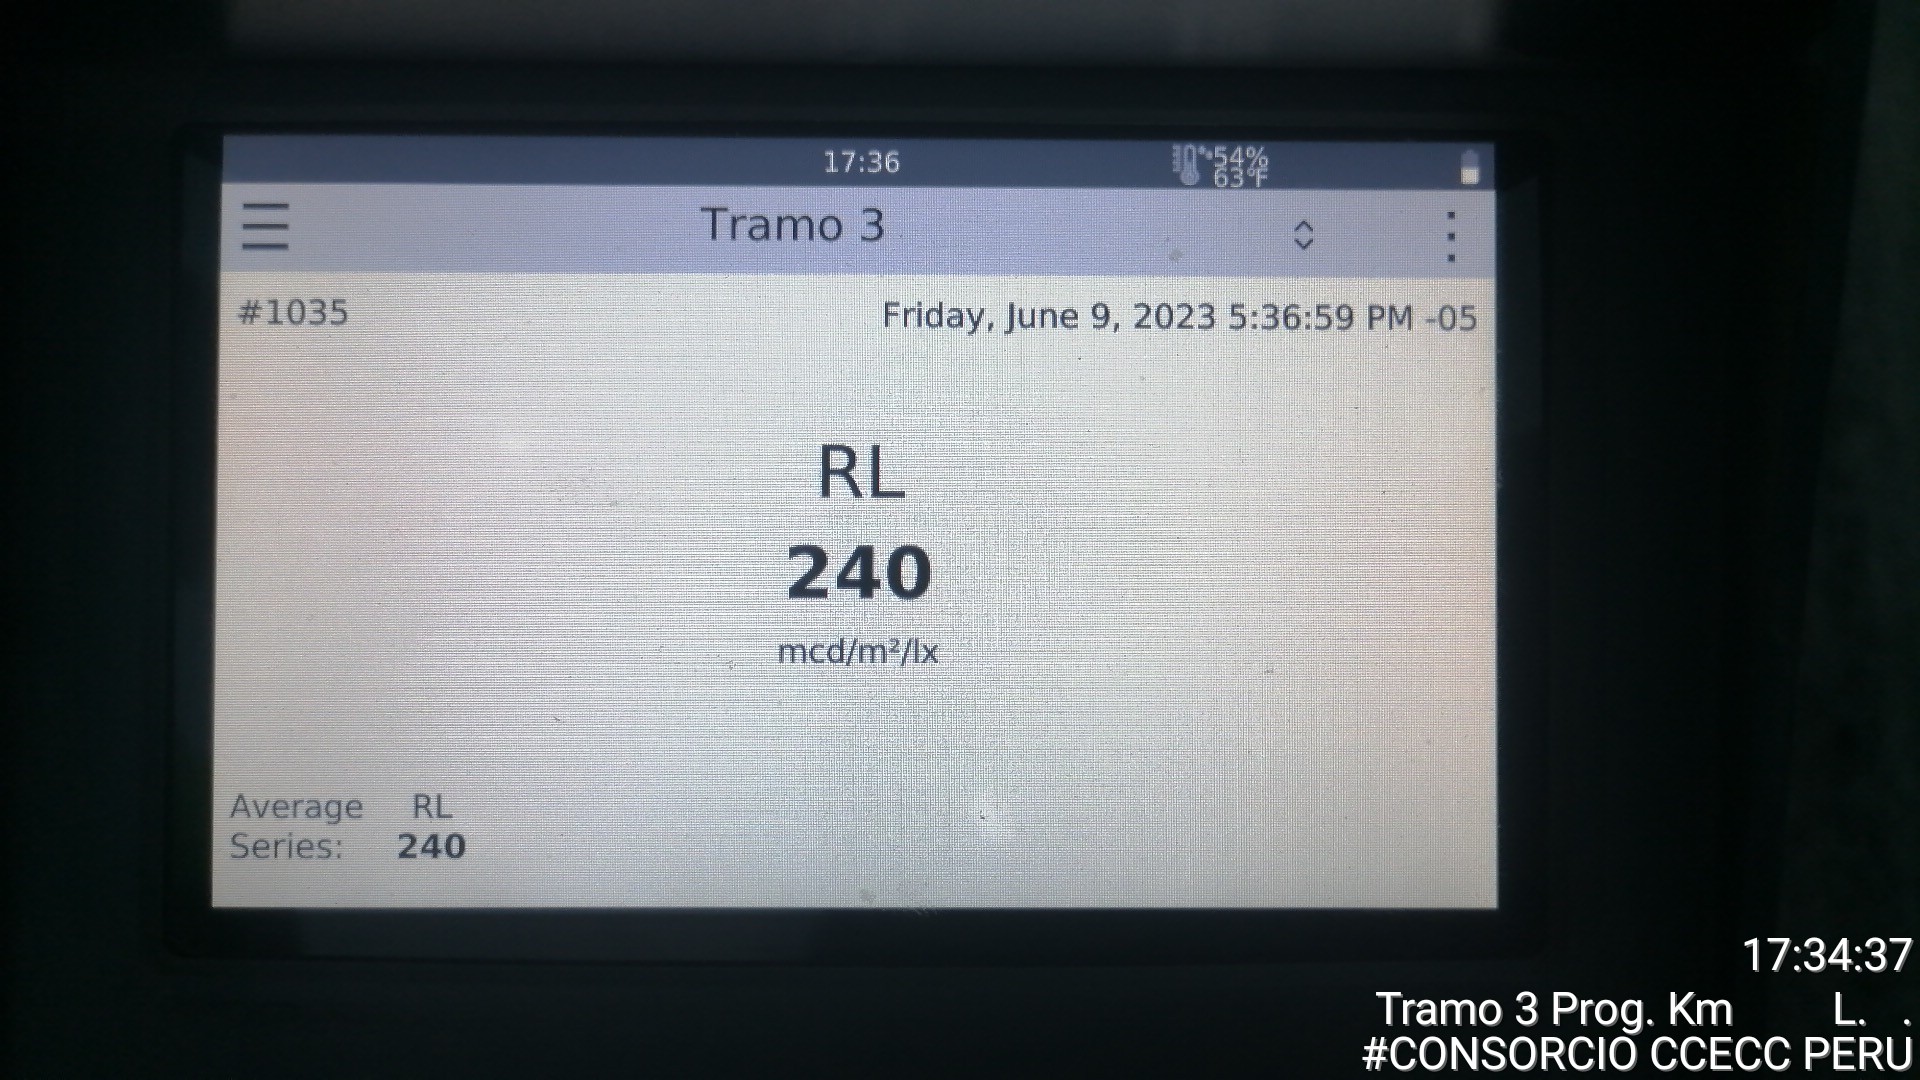 17:36
54%
63°F
Tramo 3
#1035
Friday, June 9, 2023 5:36:59 PM -05
RL
240
mcd/m²/lx
Average RL
Series: 240
17:34:37
Tramo 3 Prog. Km L. .
#CONSORCIO CCECC PERU